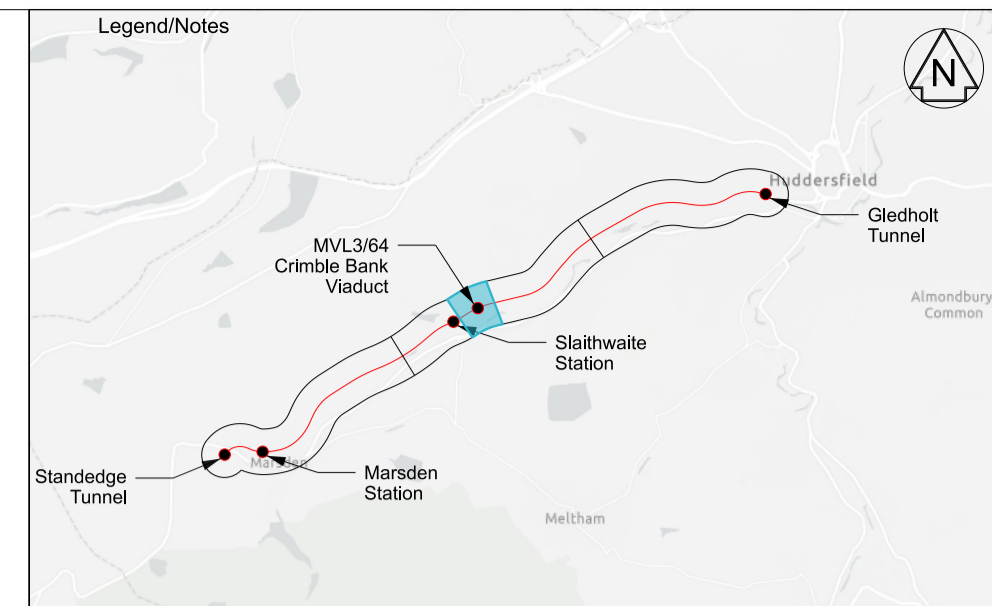 Legend/Notes
N
Huddersfield
Gledholt
Tunnel
MVL3/64
Crimble Bank
Viaduct
Almondbury
Common
Slaithwaite
Station
Standedge
Tunnel
Marsden
Marsden
Station
Meltham